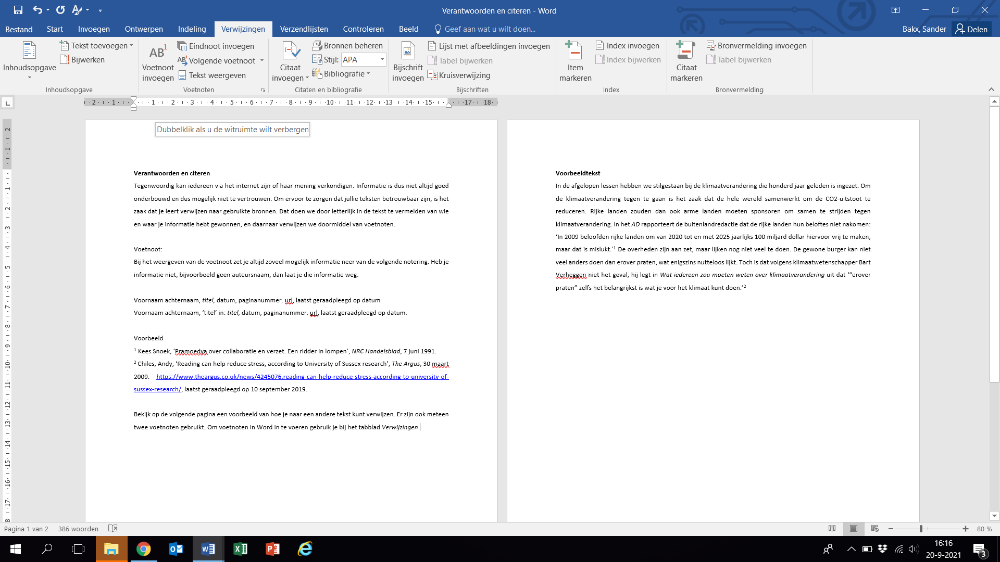 Verantwoorden en citeren - Word
Bestand Start Invoegen Ontwerpen Indeling Verwijzingen Verzendlijsten Controleren Beeld Geef aan wat u wilt doen... Bakx, Sander Delen
Inhoudsopgave
Tekst toevoegen
Bijwerken
Inhoudsopgave
AB1
Voetnoot invoegen
Eindnoot invoegen
Volgende voetnoot
Tekst weergeven
Voetnoten
Citaat invoegen
Bronnen beheren
Stijl: APA
Bibliografie
Citaten en bibliografie
Bijschrift invoegen
Lijst met afbeeldingen invoegen
Tabel bijwerken
Kruisverwijzing
Bijschriften
Item markeren
Index invoegen
Index bijwerken
Index
Citaat markeren
Bronvermelding invoegen
Tabel bijwerken
Bronvermelding
2 1 1 2 3 4 5 6 7 8 9 10 11 12 13 14 15 17 18
2 1 1 2 3 4 5 6 7 8 9 10 11 12 13 14 15 16 17 8
Dubbelklik als u de witruimte wilt verbergen
Verantwoorden en citeren
Tegenwoordig kan iedereen via het internet zijn of haar mening verkondigen. Informatie is dus niet altijd goed
onderbouwd en dus mogelijk niet te vertrouwen. Om ervoor te zorgen dat jullie teksten betrouwbaar zijn, is het
zaak dat je leert verwijzen naar gebruikte bronnen. Dat doen we door letterlijk in de tekst te vermelden van wie
en waar je informatie hebt gewonnen, en daarnaar verwijzen we doormiddel van voetnoten.
Voetnoot:
Bij het weergeven van de voetnoot zet je altijd zoveel mogelijk informatie neer van de volgende notering. Heb je
informatie niet, bijvoorbeeld geen auteursnaam, dan laat je die informatie weg.
Voornaam achternaam, titel, datum, paginanummer. url, laatst geraadpleegd op datum
Voornaam achternaam, ‘titel’ in: titel, datum, paginanummer. url, laatst geraadpleegd op datum.
Voorbeeld
¹ Kees Snoek, ‘Pramoedya over collaboratie en verzet. Een ridder in lompen’, NRC Handelsblad, 7 juni 1991.
² Chiles, Andy, ‘Reading can help reduce stress, according to University of Sussex research’, The Argus, 30 maart
2009. https://www.theargus.co.uk/news/4245076.reading-can-help-reduce-stress-according-to-university-of-
sussex-research/, laatst geraadpleegd op 10 september 2019.
Bekijk op de volgende pagina een voorbeeld van hoe je naar een andere tekst kunt verwijzen. Er zijn ook meteen
twee voetnoten gebruikt. Om voetnoten in Word in te voeren gebruik je bij het tabblad Verwijzingen
Voorbeeldtekst
In de afgelopen lessen hebben we stilgestaan bij de klimaatverandering die honderd jaar geleden is ingezet. Om
de klimaatverandering tegen te gaan is het zaak dat de hele wereld samenwerkt om de CO2-uitstoot te
reduceren. Rijke landen zouden dan ook arme landen moeten sponsoren om samen te strijden tegen
klimaatverandering. In het AD rapporteert de buitenlandredactie dat de rijke landen hun beloftes niet nakomen:
‘In 2009 beloofden rijke landen om van 2020 tot en met 2025 jaarlijks 100 miljard dollar hiervoor vrij te maken,
maar dat is mislukt.’¹ De overheden zijn aan zet, maar lijken nog niet veel te doen. De gewone burger kan niet
veel anders doen dan erover praten, wat enigszins nutteloos lijkt. Toch is dat volgens klimaatwetenschapper Bart
Verheggen niet het geval, hij legt in Wat iedereen zou moeten weten over klimaatverandering uit dat ‘“erover
praten” zelfs het belangrijkst is wat je voor het klimaat kunt doen.’²
Pagina 1 van 2 386 woorden 80 %
16:16
20-9-2021
3